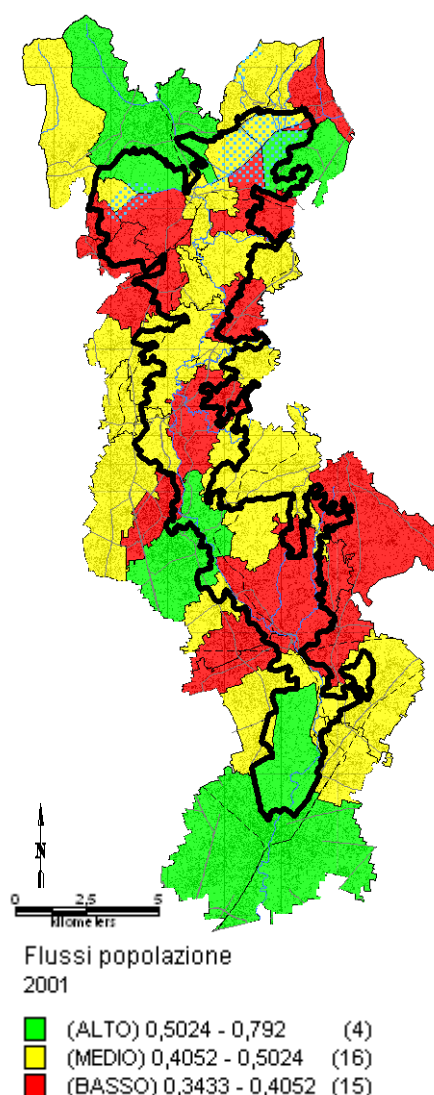 N
0 2,5 5
kilometers
Flussi popolazione
2001
(ALTO) 0,5024 - 0,792 (4)
(MEDIO) 0,4052 - 0,5024 (16)
(BASSO) 0,3433 - 0,4052 (15)